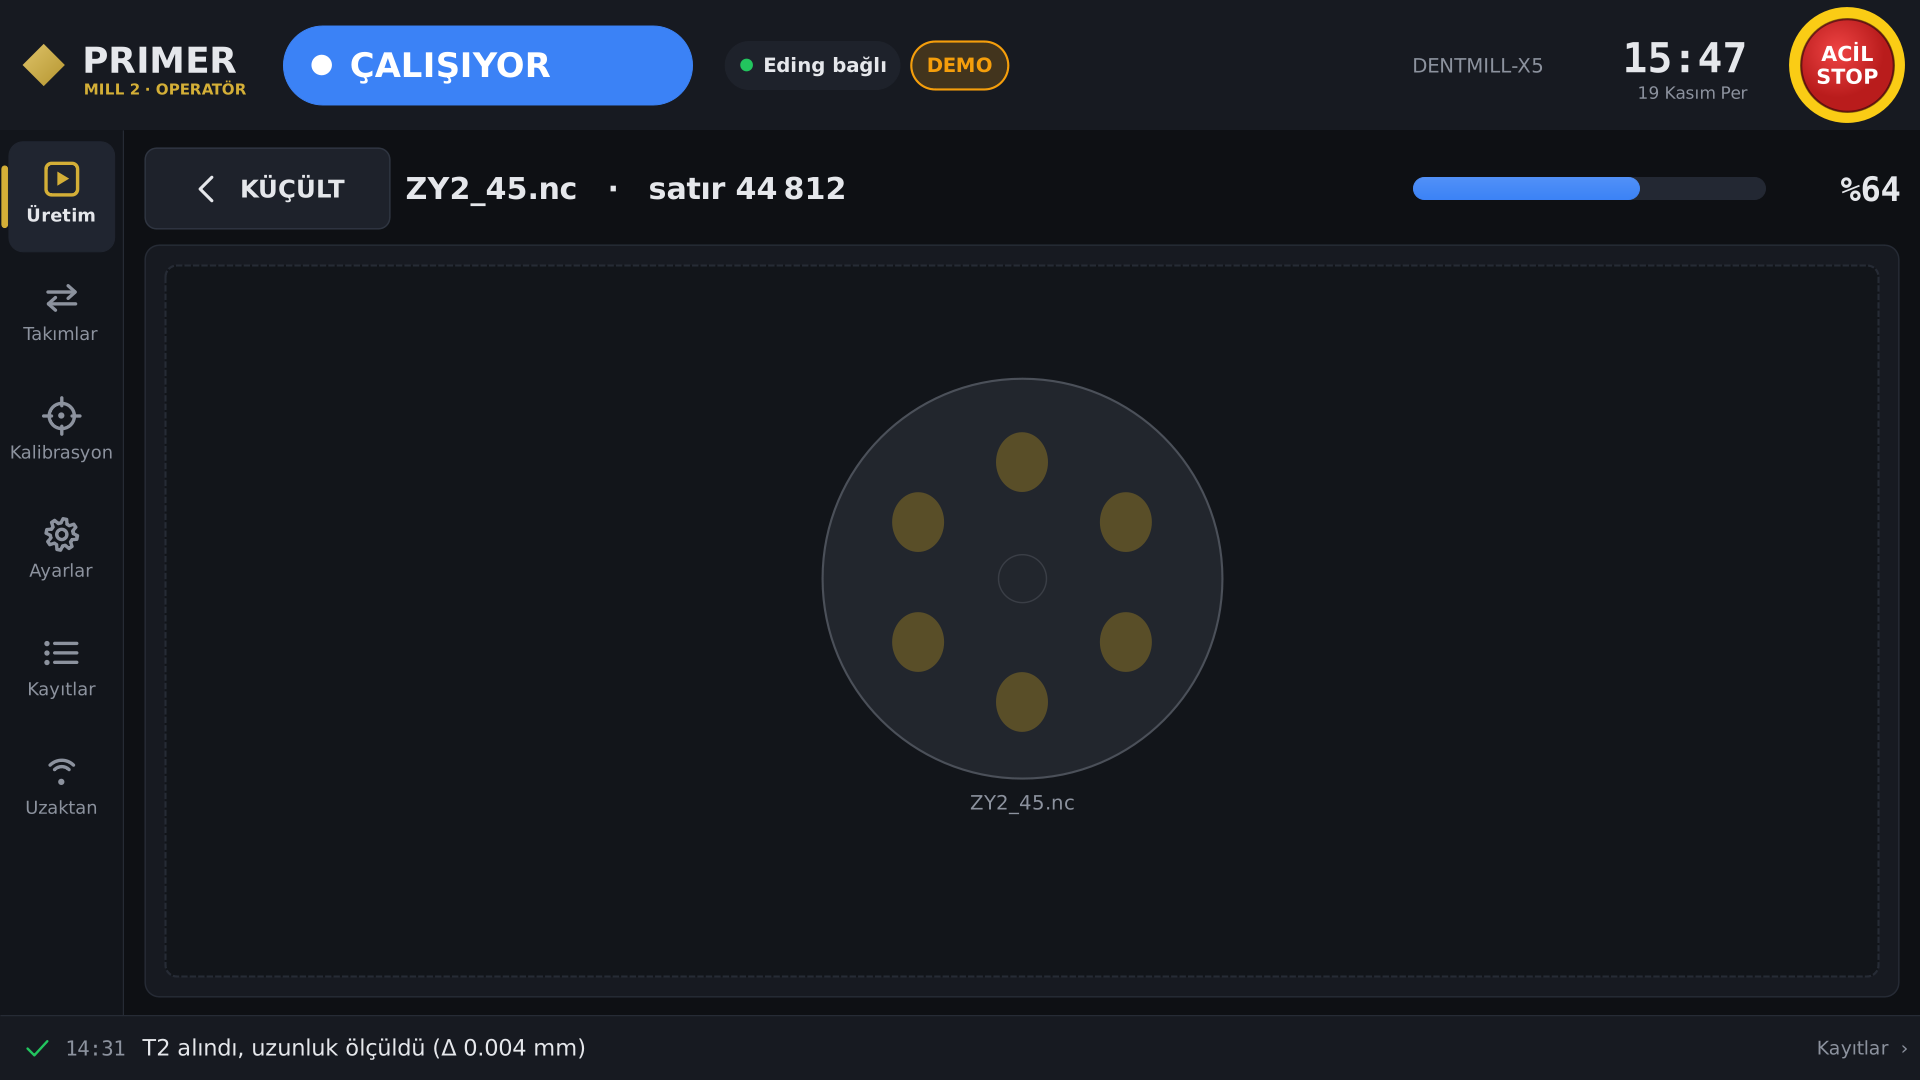 PRIMER
MILL 2 · OPERATÖR
ÇALIŞIYOR
Eding bağlı
DEMO
DENTMILL-X5
15:47
19 Kasım Per
ACİL
STOP
Üretim
Takımlar
Kalibrasyon
Ayarlar
Kayıtlar
Uzaktan
KÜÇÜLT
ZY2_45.nc · satır 44 812
%64
ZY2_45.nc
14:31 T2 alındı, uzunluk ölçüldü (Δ 0.004 mm)
Kayıtlar ›